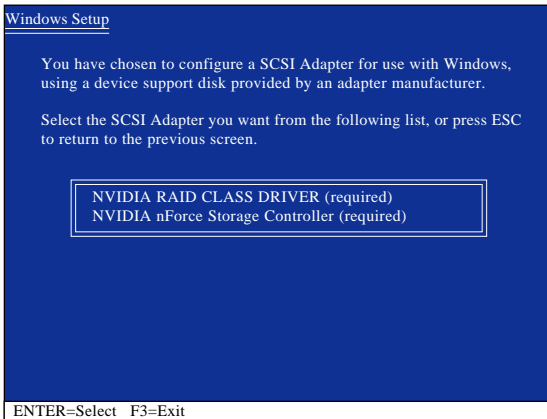 Windows Setup
You have chosen to configure a SCSI Adapter for use with Windows,
using a device support disk provided by an adapter manufacturer.
Select the SCSI Adapter you want from the following list, or press ESC
to return to the previous screen.
NVIDIA RAID CLASS DRIVER (required)
NVIDIA nForce Storage Controller (required)
ENTER=Select F3=Exit